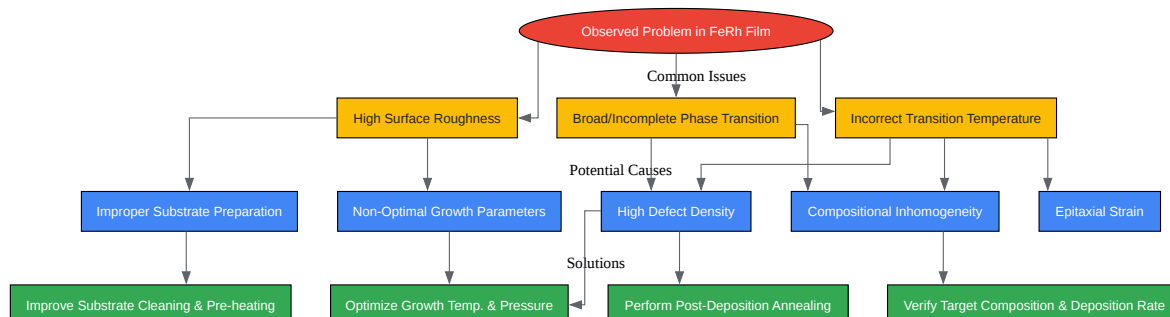 Observed Problem in FeRh Film
Common Issues
High Surface Roughness
Broad/Incomplete Phase Transition
Incorrect Transition Temperature
Potential Causes
Improper Substrate Preparation
Non-Optimal Growth Parameters
High Defect Density
Compositional Inhomogeneity
Epitaxial Strain
Solutions
Improve Substrate Cleaning & Pre-heating
Optimize Growth Temp. & Pressure
Perform Post-Deposition Annealing
Verify Target Composition & Deposition Rate